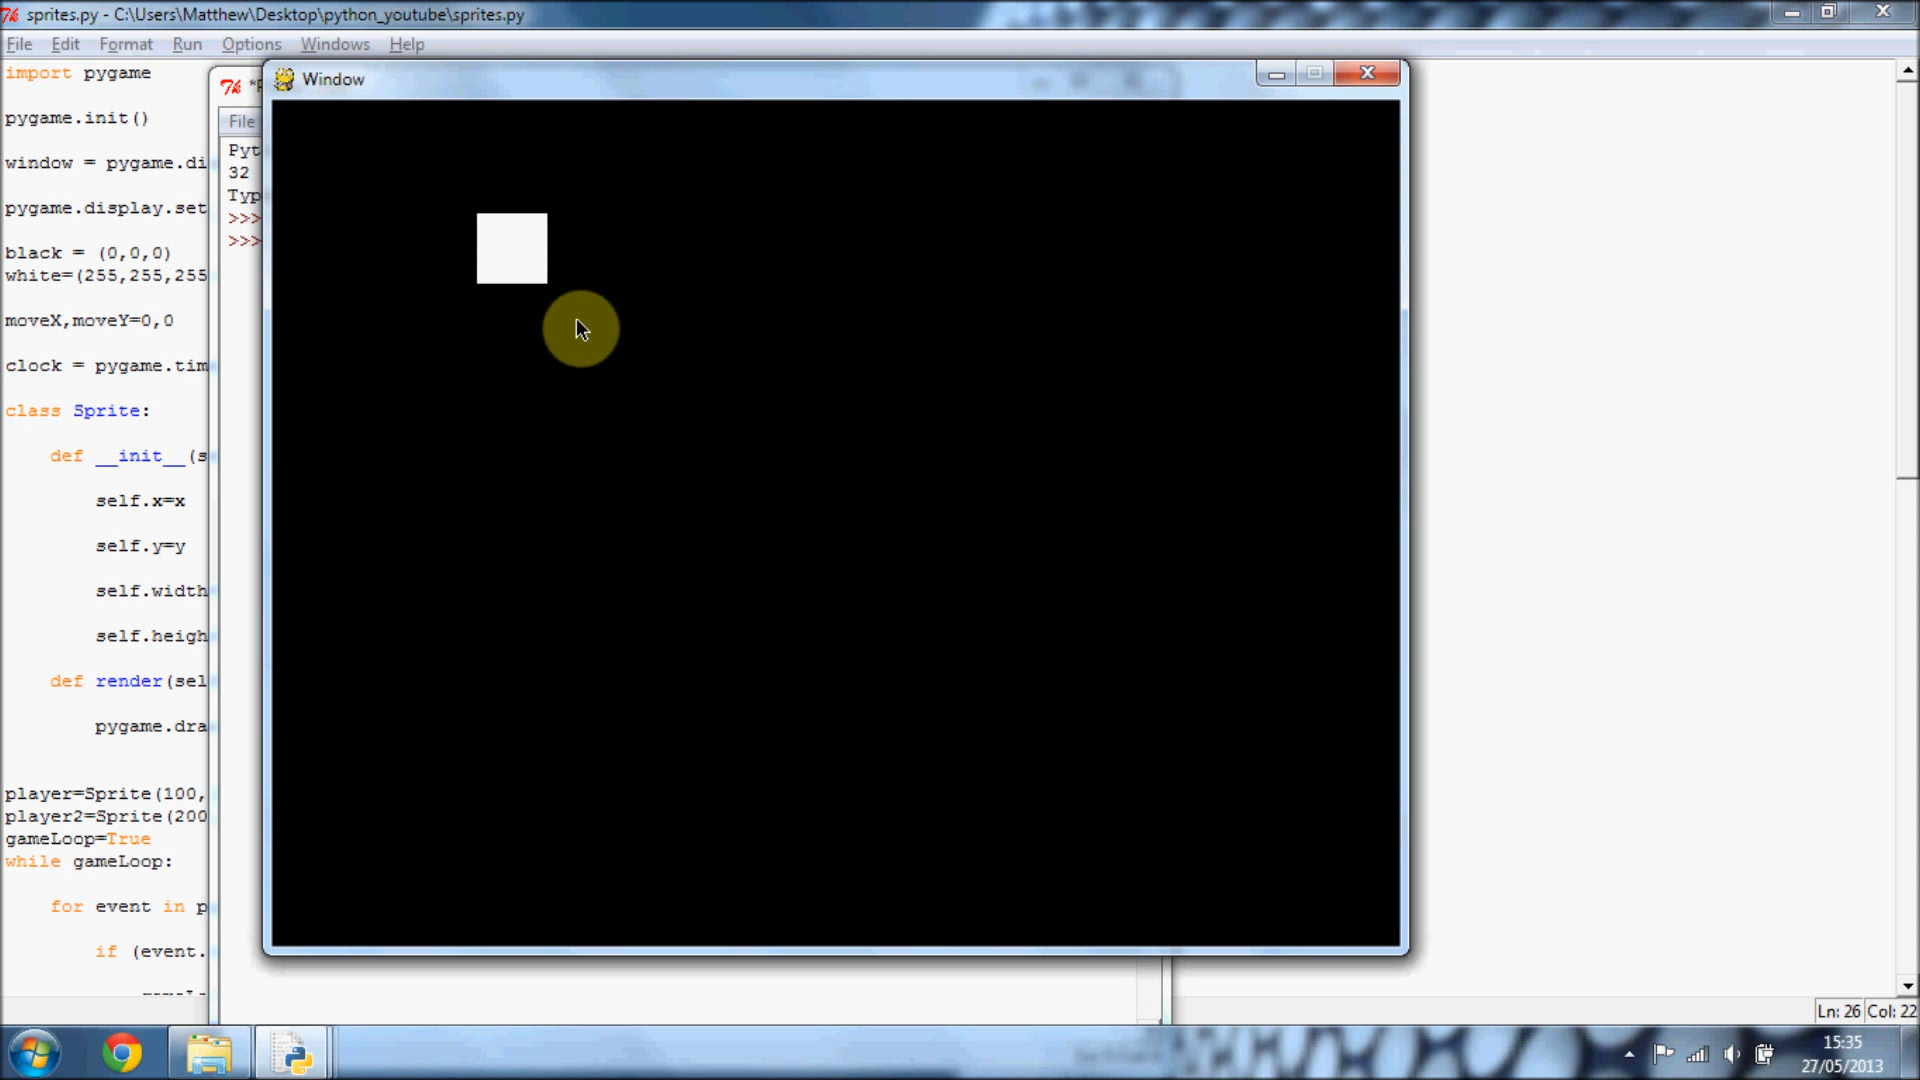 sprites.py - C:\Users\Matthew\Desktop\python_youtube\sprites.py
File Edit Format Run Options Windows Help
Window
File
import pygame
pygame.init()
window = pygame.di
pygame.display.set
black = (0,0,0)
white=(255,255,255
moveX,moveY=0,0
clock = pygame.tim
class Sprite:
def __init__(s
self.x=x
self.y=y
self.width
self.heigh
def render(sel
pygame.dra
player=Sprite(100,
player2=Sprite(200
gameLoop=True
while gameLoop:
for event in p
if (event.
Pyt
32
Typ
>>>
>>>
Ln: 26 Col: 22
15:35
27/05/2013